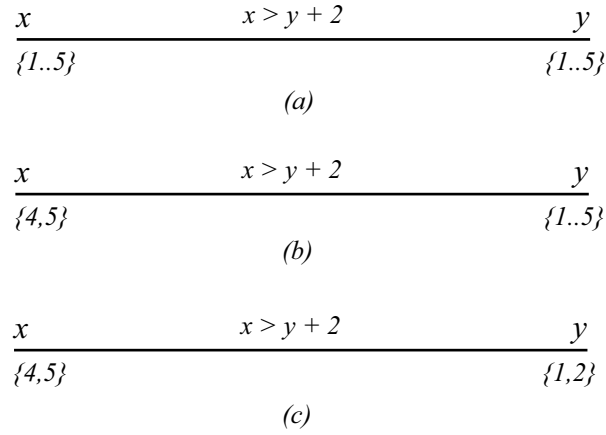 x x > y + 2 y
{1..5} {1..5}
(a)
x x > y + 2 y
{4,5} {1..5}
(b)
x x > y + 2 y
{4,5} {1,2}
(c)